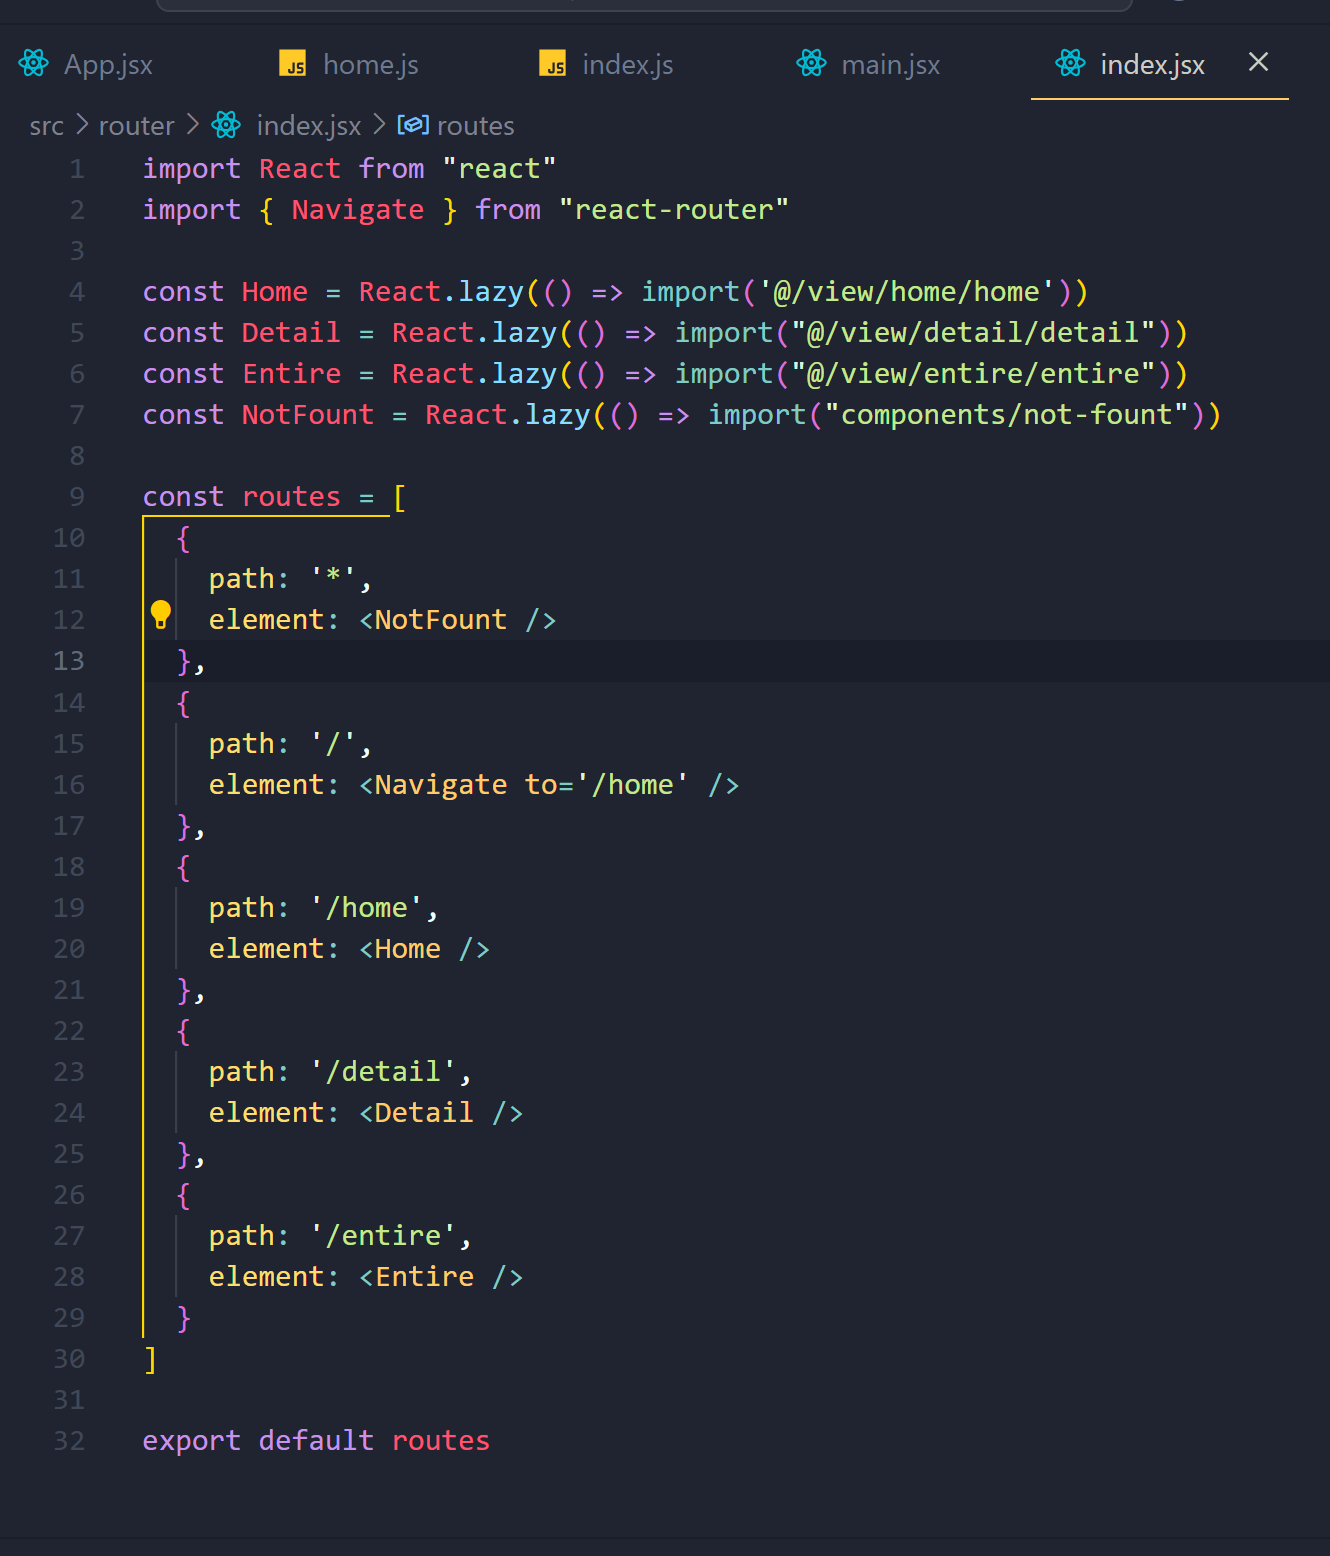 App.jsx JS home.js JS index.js main.jsx index.jsx
src > router > index.jsx > routes
1 import React from "react"
2 import { Navigate } from "react-router"
3
4 const Home = React.lazy(() => import('@/view/home/home'))
5 const Detail = React.lazy(() => import("@/view/detail/detail"))
6 const Entire = React.lazy(() => import("@/view/entire/entire"))
7 const NotFount = React.lazy(() => import("components/not-fount"))
8
9 const routes = [
10   {
11     path: '*',
12     element: <NotFount />
13   },
14   {
15     path: '/',
16     element: <Navigate to='/home' />
17   },
18   {
19     path: '/home',
20     element: <Home />
21   },
22   {
23     path: '/detail',
24     element: <Detail />
25   },
26   {
27     path: '/entire',
28     element: <Entire />
29   }
30 ]
31
32 export default routes